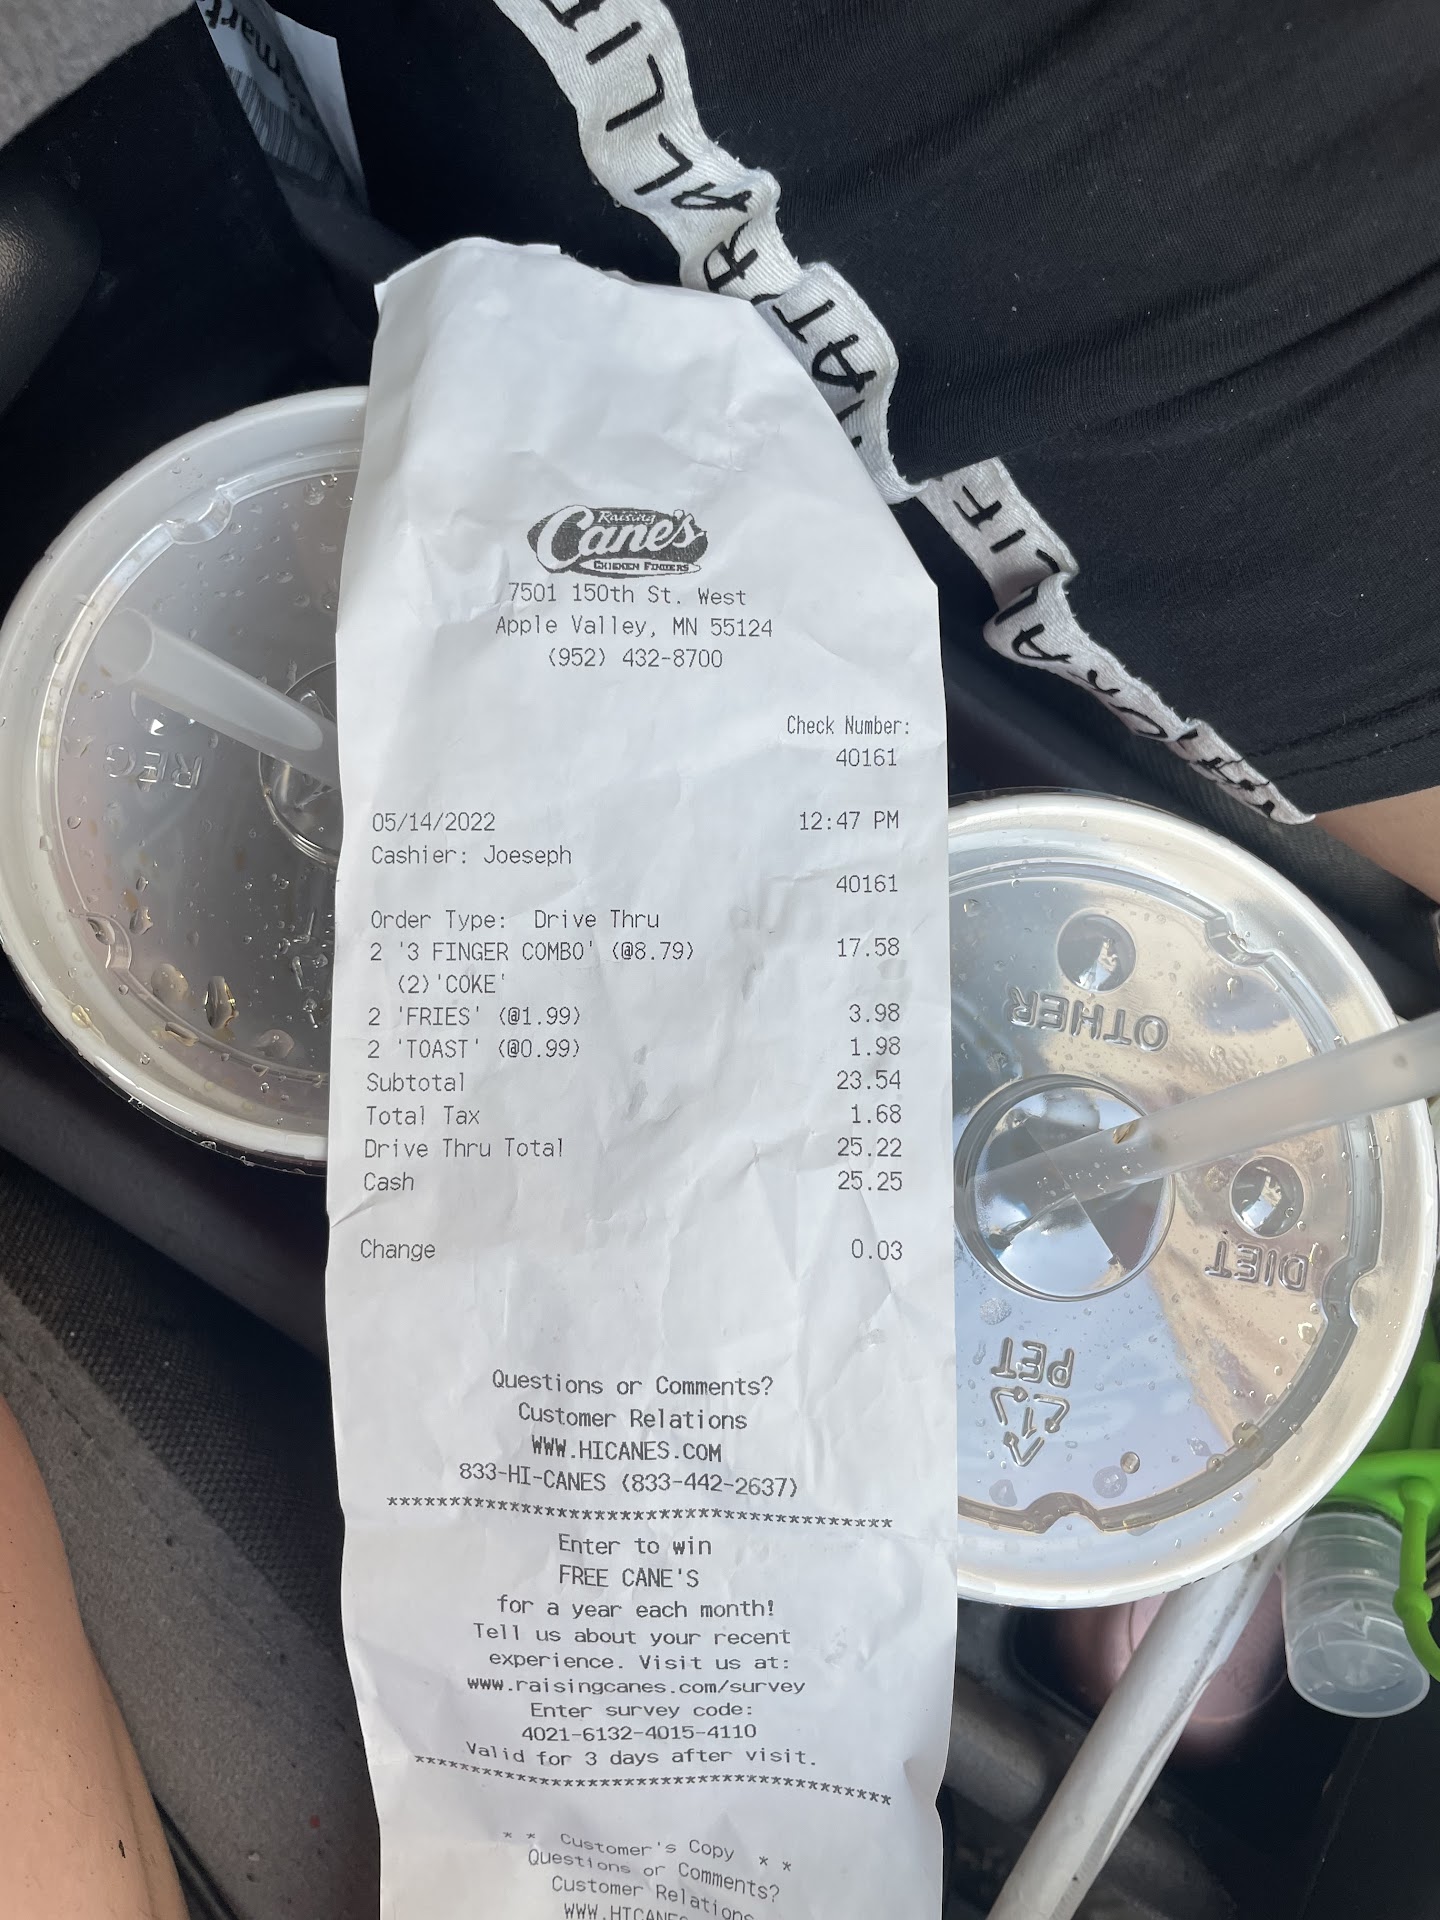 mart
NATURALLIFE
NATURALLIFE
Raising
Cane's
CHICKEN FINGERS
7501 150th St. West
Apple Valley, MN 55124
(952) 432-8700
Check Number:
40161
05/14/2022 12:47 PM
Cashier: Joeseph
40161
Order Type: Drive Thru
2 '3 FINGER COMBO' (@8.79) 17.58
(2)'COKE'
2 'FRIES' (@1.99) 3.98
2 'TOAST' (@0.99) 1.98
Subtotal 23.54
Total Tax 1.68
Drive Thru Total 25.22
Cash 25.25
Change 0.03
Questions or Comments?
Customer Relations
WWW.HICANES.COM
833-HI-CANES (833-442-2637)
****************************************
Enter to win
FREE CANE'S
for a year each month!
Tell us about your recent
experience. Visit us at:
www.raisingcanes.com/survey
Enter survey code:
4021-6132-4015-4110
Valid for 3 days after visit.
****************************************
* * Customer's Copy * *
Questions or Comments?
Customer Relations
WWW.HICANES
REG
OTHER
DIET
PET
1